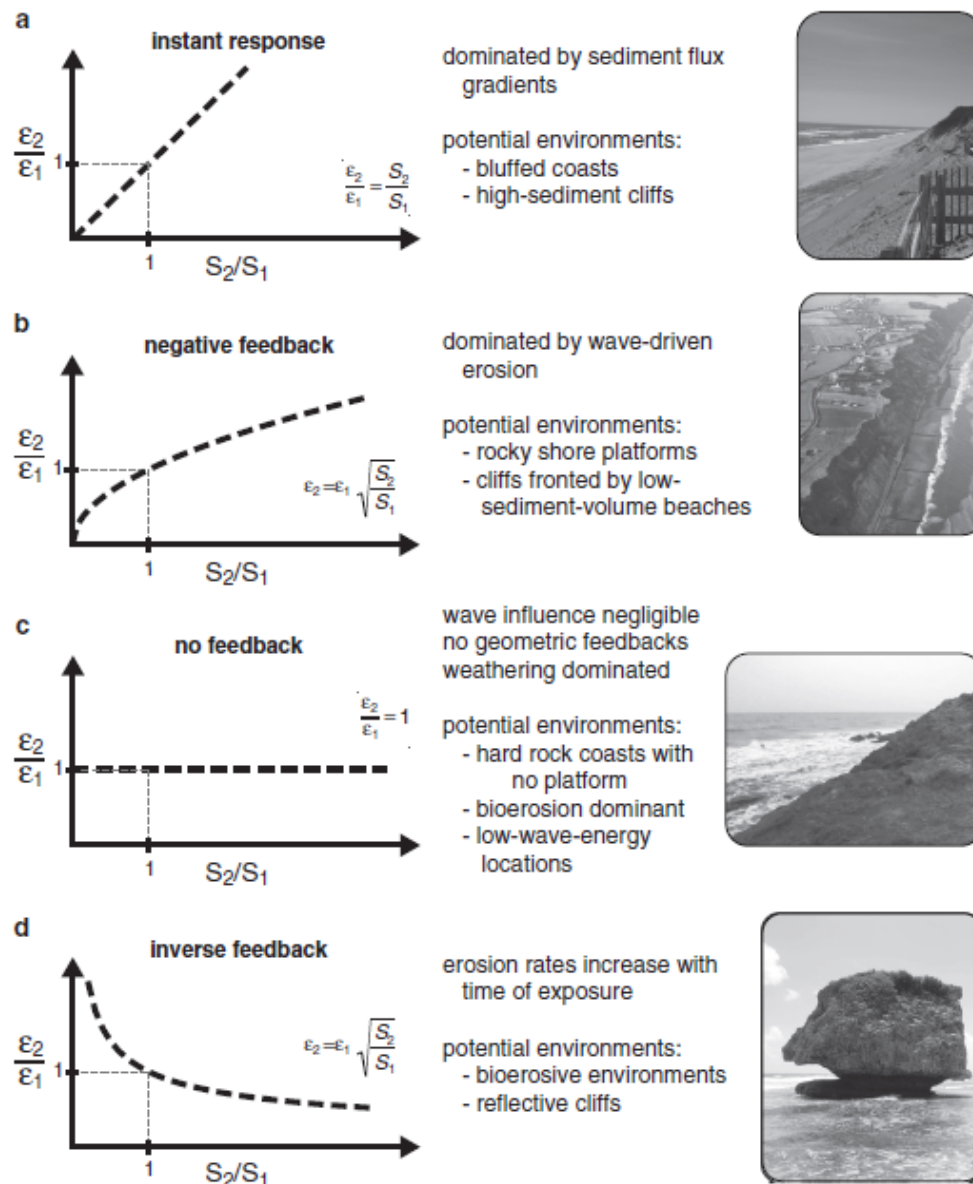 a
instant response
ε2/ε1
1
ε2/ε1 = S2/S1
1
S2/S1
dominated by sediment flux
gradients
potential environments:
- bluffed coasts
- high-sediment cliffs
b
negative feedback
ε2/ε1
1
ε2=ε1 √S2/S1
1
S2/S1
dominated by wave-driven
erosion
potential environments:
- rocky shore platforms
- cliffs fronted by low-
sediment-volume beaches
c
no feedback
ε2/ε1
1
ε2/ε1 = 1
1
S2/S1
wave influence negligible
no geometric feedbacks
weathering dominated
potential environments:
- hard rock coasts with
no platform
- bioerosion dominant
- low-wave-energy
locations
d
inverse feedback
ε2/ε1
1
ε2=ε1 √S2/S1
1
S2/S1
erosion rates increase with
time of exposure
potential environments:
- bioerosive environments
- reflective cliffs